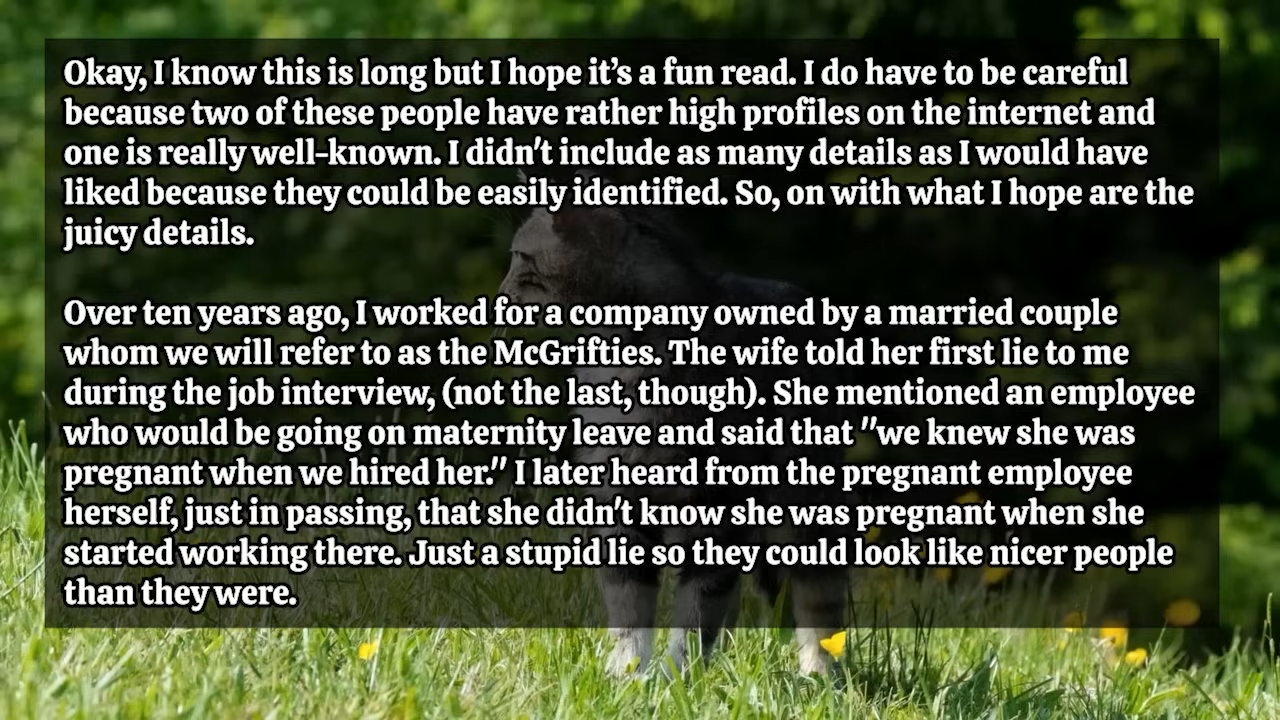 Okay, I know this is long but I hope it’s a fun read. I do have to be careful
because two of these people have rather high profiles on the internet and
one is really well-known. I didn't include as many details as I would have
liked because they could be easily identified. So, on with what I hope are the
juicy details.
Over ten years ago, I worked for a company owned by a married couple
whom we will refer to as the McGrifties. The wife told her first lie to me
during the job interview, (not the last, though). She mentioned an employee
who would be going on maternity leave and said that "we knew she was
pregnant when we hired her." I later heard from the pregnant employee
herself, just in passing, that she didn't know she was pregnant when she
started working there. Just a stupid lie so they could look like nicer people
than they were.